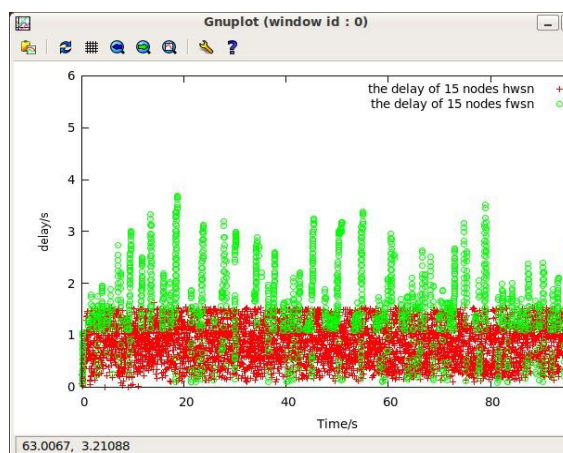 Gnuplot (window id : 0)
the delay of 15 nodes hwsn
the delay of 15 nodes fwsn
6
5
4
3
2
1
0
delay/s
0
20
40
60
80
Time/s
63.0067, 3.21088